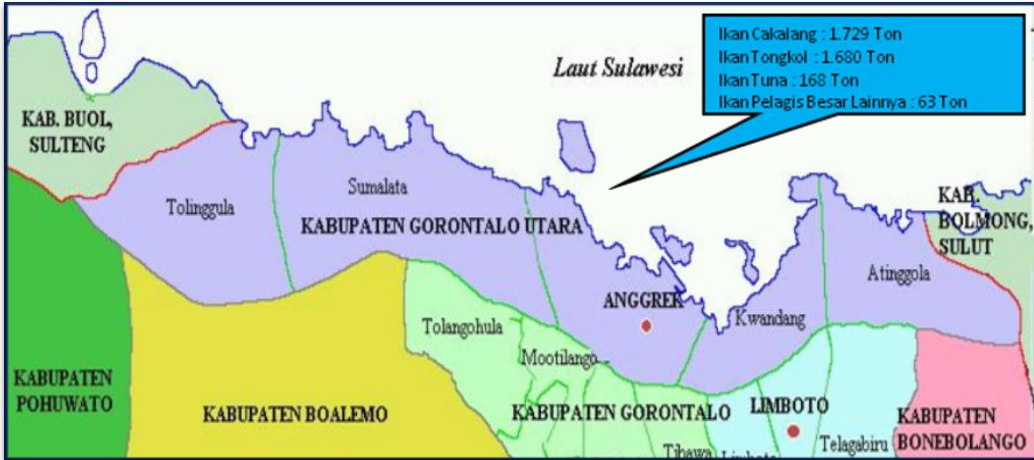 Ikan Cakalang : 1.729 Ton
Ikan Tongkol : 1.680 Ton
Ikan Tuna : 168 Ton
Ikan Pelagis Besar Lainnya : 63 Ton
Laut Sulawesi
KAB. BUOL,
SULTENG
Tolinggula
Sumalata
KABUPATEN GORONTALO UTARA
KAB.
BOLMONG,
SULUT
Atinggola
ANGGREK
Kwandang
Tolangohula
Mootilango
KABUPATEN
POHUWATO
KABUPATEN BOALEMO
KABUPATEN GORONTALO
LIMBOTO
KABUPATEN
BONEBOLANGO
Telagabiru
Tibawa